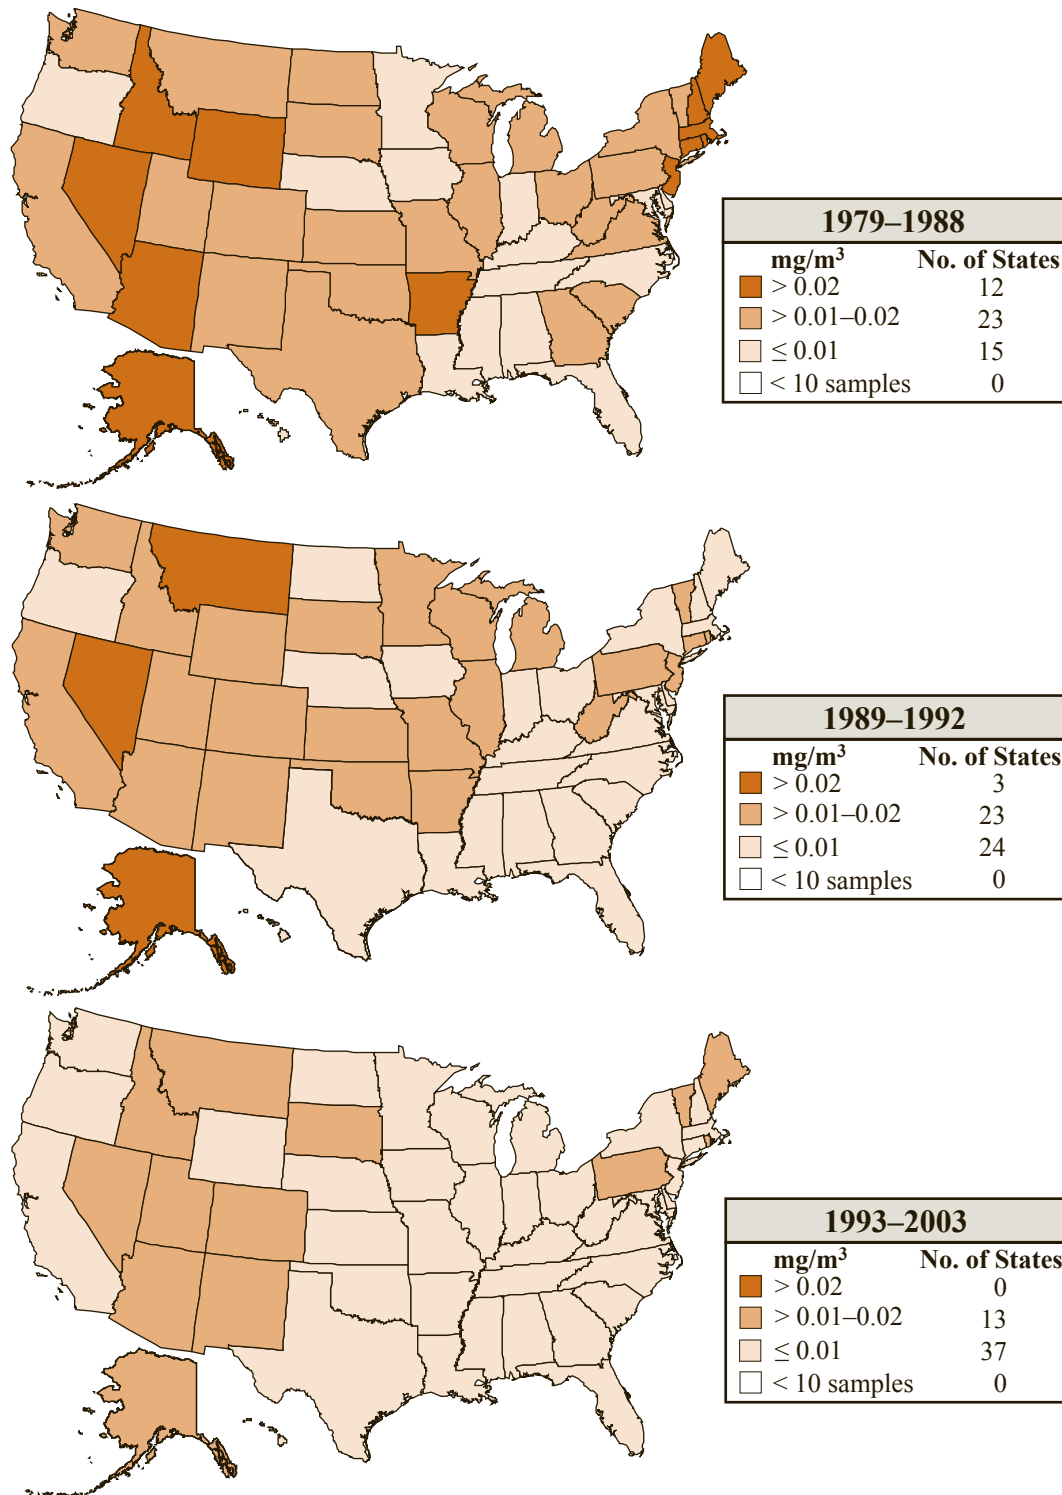 1979–1988
mg/m³ No. of States
> 0.02 12
> 0.01–0.02 23
≤ 0.01 15
< 10 samples 0
1989–1992
mg/m³ No. of States
> 0.02 3
> 0.01–0.02 23
≤ 0.01 24
< 10 samples 0
1993–2003
mg/m³ No. of States
> 0.02 0
> 0.01–0.02 13
≤ 0.01 37
< 10 samples 0